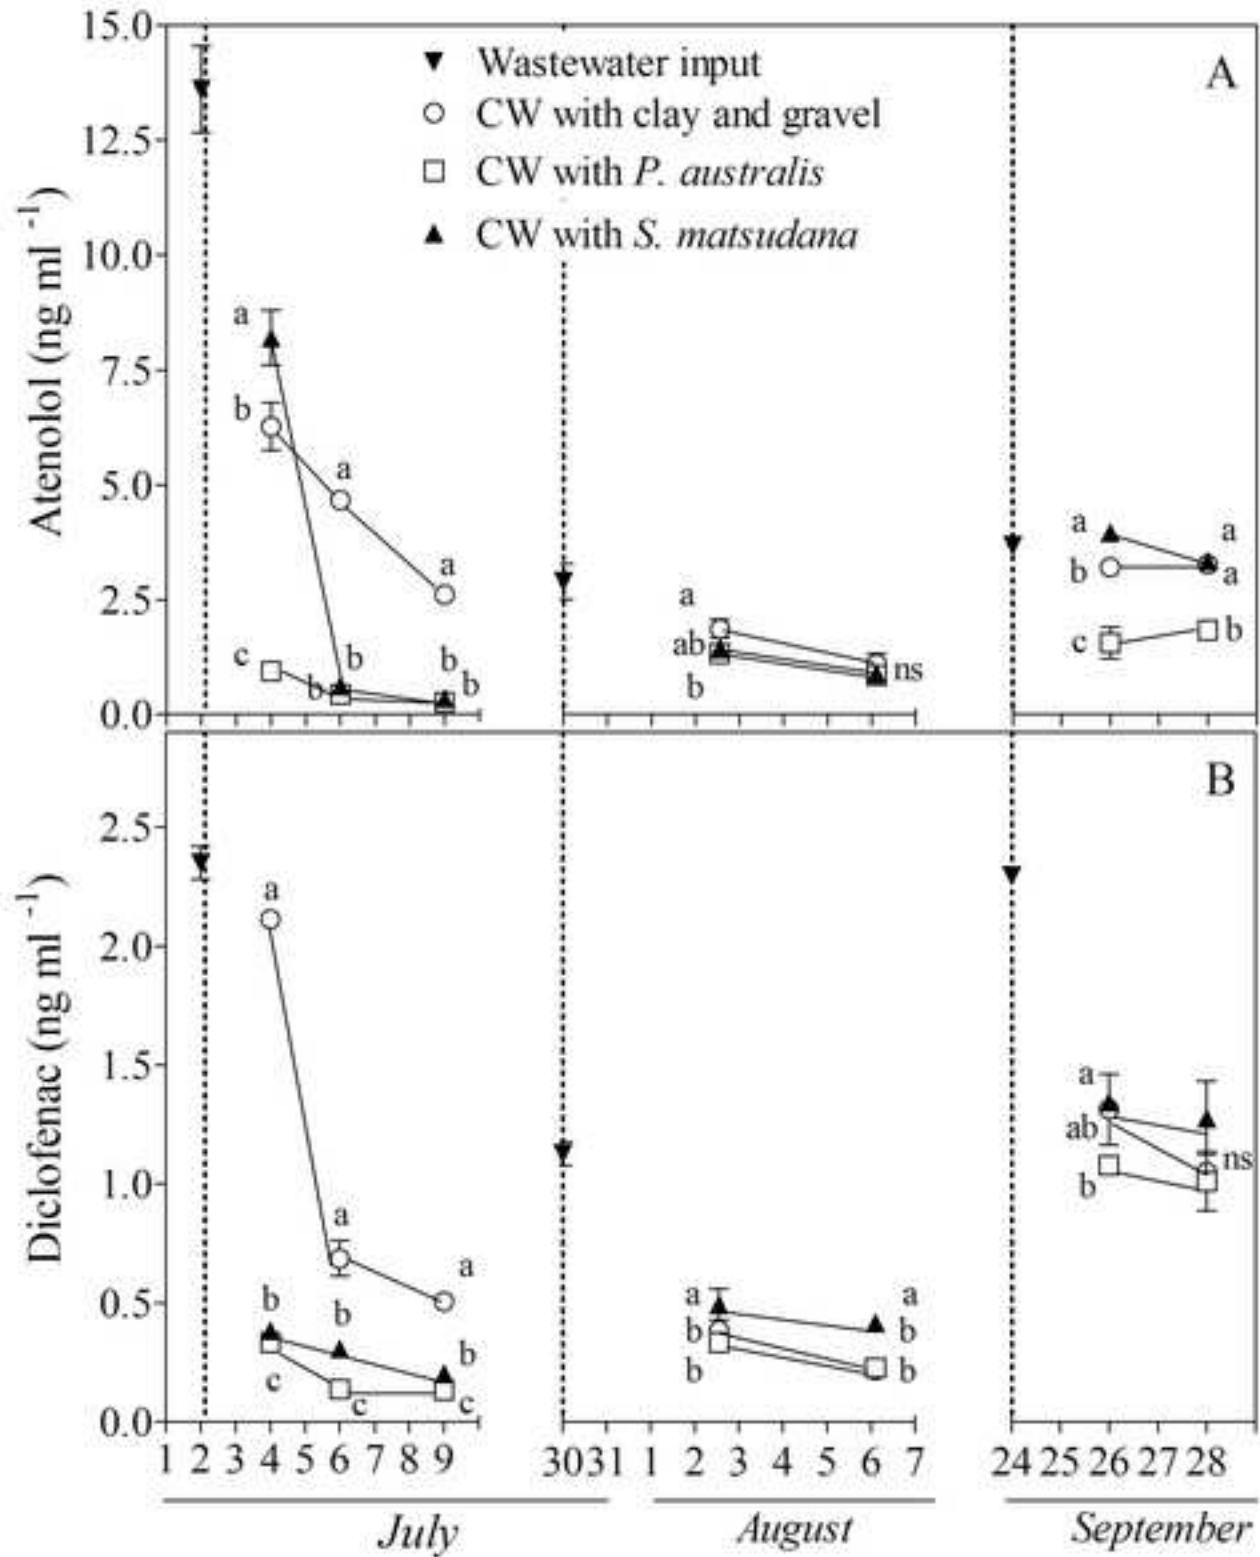 15.0
12.5
10.0
7.5
5.0
2.5
0.0
Atenolol (ng ml -1)
Wastewater input
CW with clay and gravel
CW with P. australis
CW with S. matsudana
A
a
b
c
a
b
b
a
b
b
a
ab
b
ns
a
b
c
a
a
b
2.5
2.0
1.5
1.0
0.5
0.0
Diclofenac (ng ml -1)
B
a
b
c
a
b
c
a
b
c
a
b
b
a
b
b
a
ab
b
ns
1 2 3 4 5 6 7 8 9 30 31 1 2 3 4 5 6 7 24 25 26 27 28
July August September